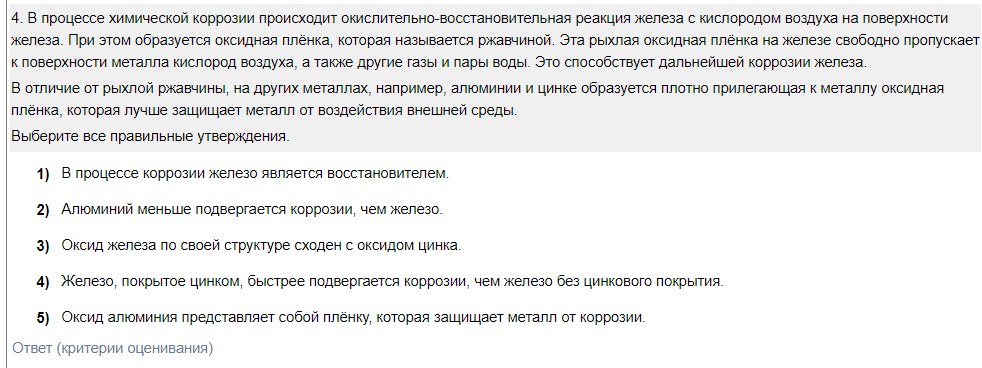 4. В процессе химической коррозии происходит окислительно-восстановительная реакция железа с кислородом воздуха на поверхности
железа. При этом образуется оксидная плёнка, которая называется ржавчиной. Эта рыхлая оксидная плёнка на железе свободно пропускает
к поверхности металла кислород воздуха, а также другие газы и пары воды. Это способствует дальнейшей коррозии железа.
В отличие от рыхлой ржавчины, на других металлах, например, алюминии и цинке образуется плотно прилегающая к металлу оксидная
плёнка, которая лучше защищает металл от воздействия внешней среды.
Выберите все правильные утверждения.
1) В процессе коррозии железо является восстановителем.
2) Алюминий меньше подвергается коррозии, чем железо.
3) Оксид железа по своей структуре сходен с оксидом цинка.
4) Железо, покрытое цинком, быстрее подвергается коррозии, чем железо без цинкового покрытия.
5) Оксид алюминия представляет собой плёнку, которая защищает металл от коррозии.
Ответ (критерии оценивания)